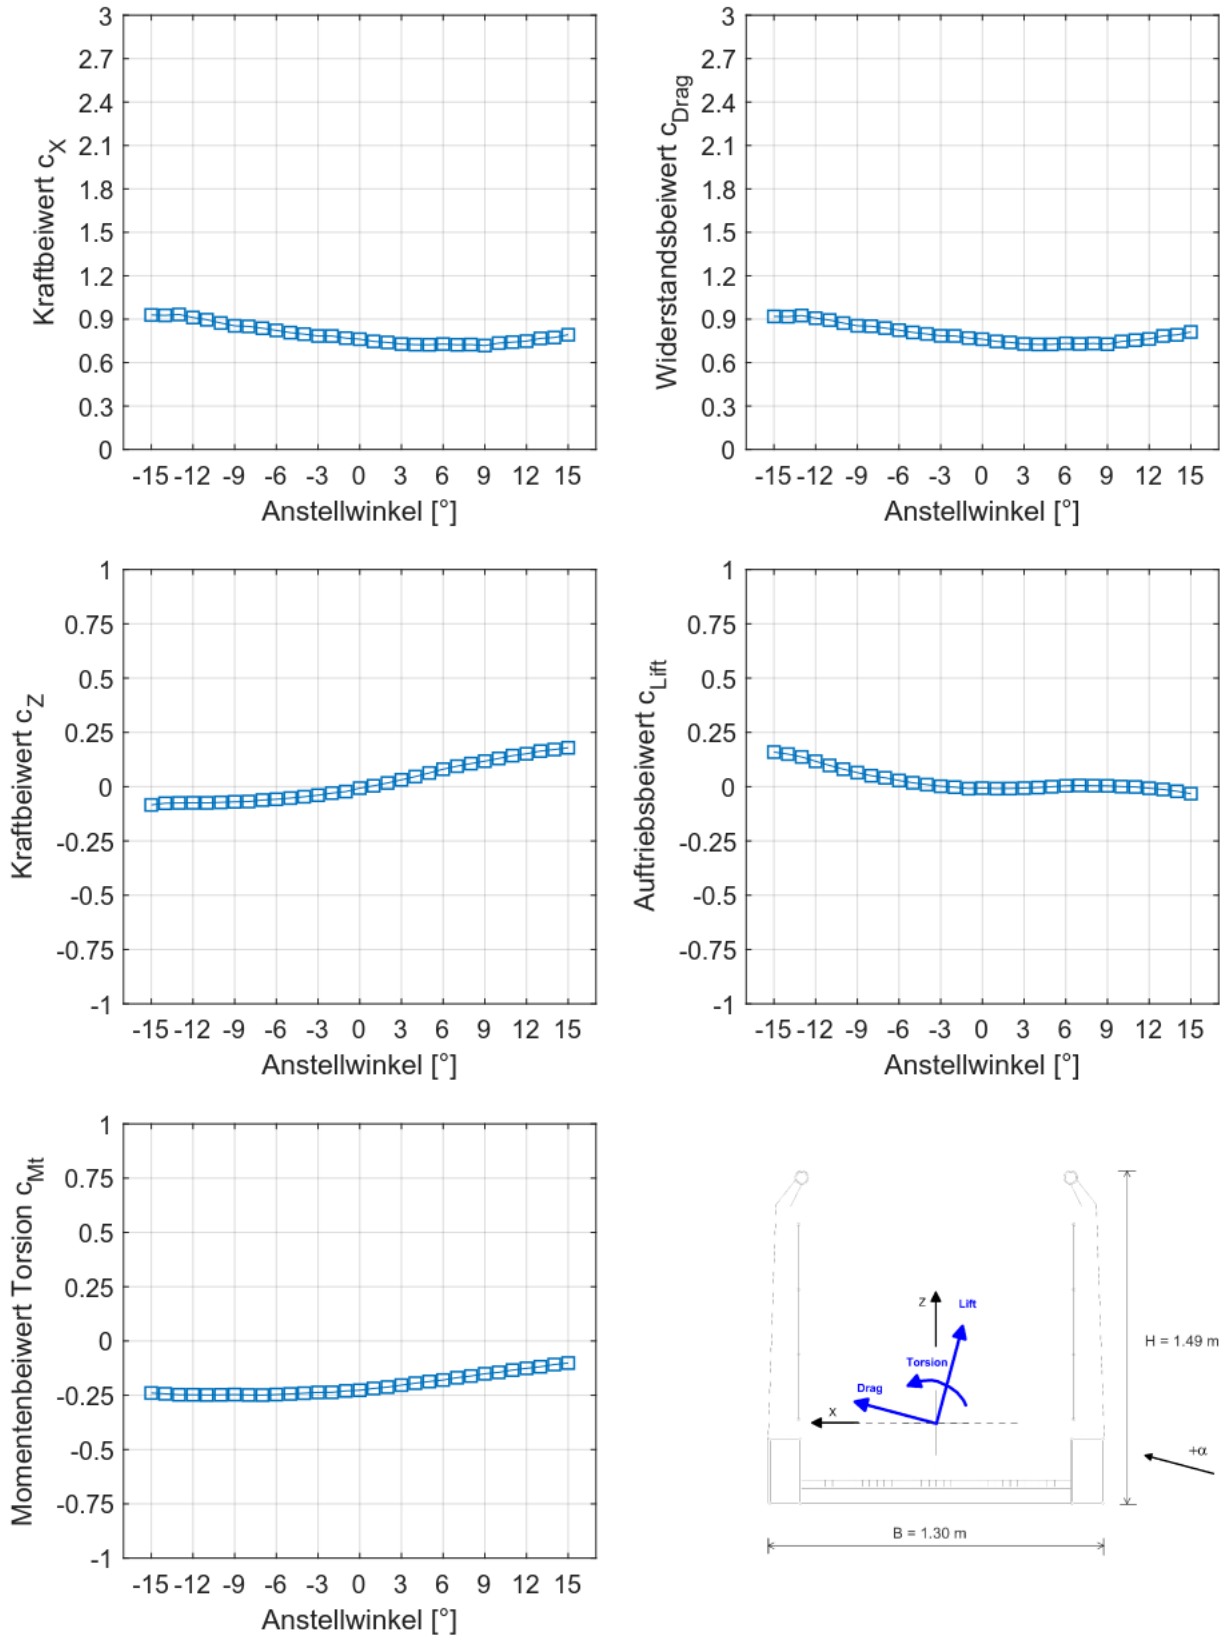 3
2.7
2.4
2.1
1.8
1.5
1.2
0.9
0.6
0.3
0
Kraftbeiwert c_X
-15 -12 -9 -6 -3 0 3 6 9 12 15
Anstellwinkel [°]
3
2.7
2.4
2.1
1.8
1.5
1.2
0.9
0.6
0.3
0
Widerstandsbeiwert c_Drag
-15 -12 -9 -6 -3 0 3 6 9 12 15
Anstellwinkel [°]
1
0.75
0.5
0.25
0
-0.25
-0.5
-0.75
-1
Kraftbeiwert c_Z
-15 -12 -9 -6 -3 0 3 6 9 12 15
Anstellwinkel [°]
1
0.75
0.5
0.25
0
-0.25
-0.5
-0.75
-1
Auftriebsbeiwert c_Lift
-15 -12 -9 -6 -3 0 3 6 9 12 15
Anstellwinkel [°]
1
0.75
0.5
0.25
0
-0.25
-0.5
-0.75
-1
Momentenbeiwert Torsion c_Mt
-15 -12 -9 -6 -3 0 3 6 9 12 15
Anstellwinkel [°]
Z
Lift
H = 1.49 m
Torsion
Drag
X
+α
B = 1.30 m